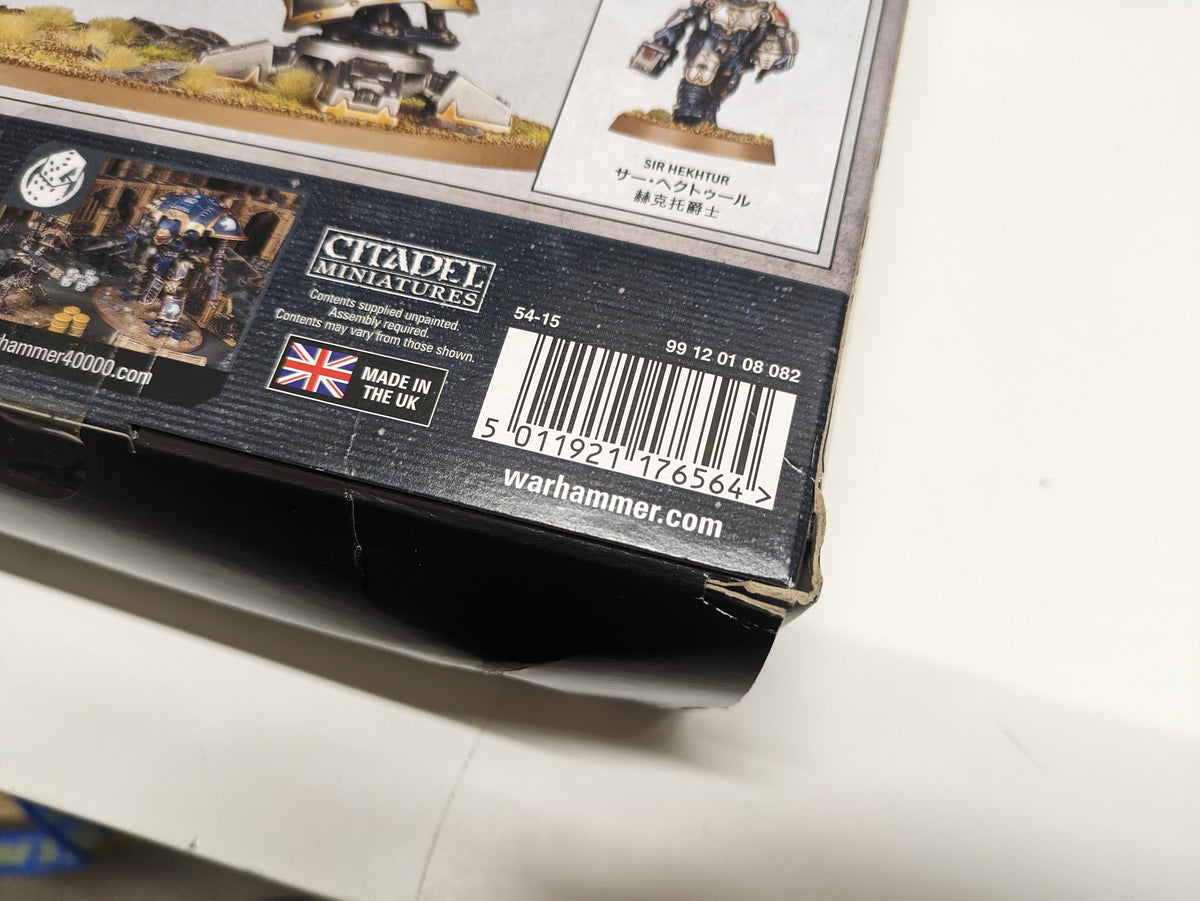 SIR HEKHTUR
サー・ヘクトゥール
赫克托爵士
CITADEL
MINIATURES
Contents supplied unpainted.
Assembly required.
Contents may vary from those shown.
hammer40000.com
MADE IN
THE UK
54-15
99 12 01 08 082
5 011921 176564 >
warhammer.com